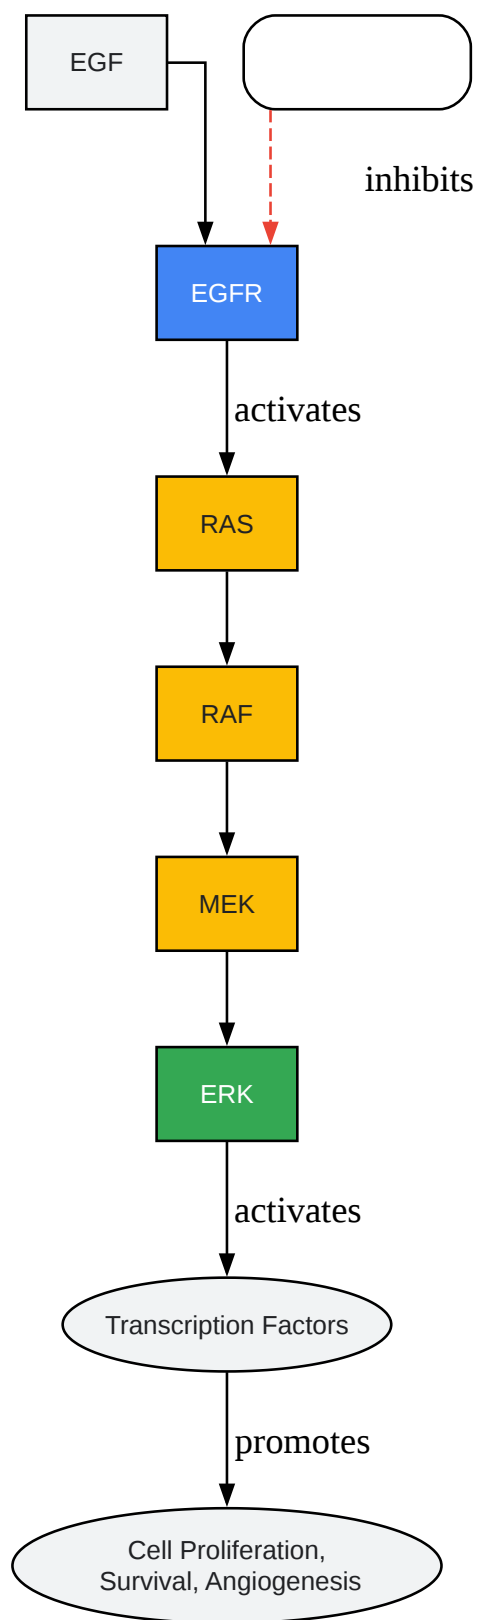 EGF
inhibits
EGFR
activates
RAS
RAF
MEK
ERK
activates
Transcription Factors
promotes
Cell Proliferation,
Survival, Angiogenesis